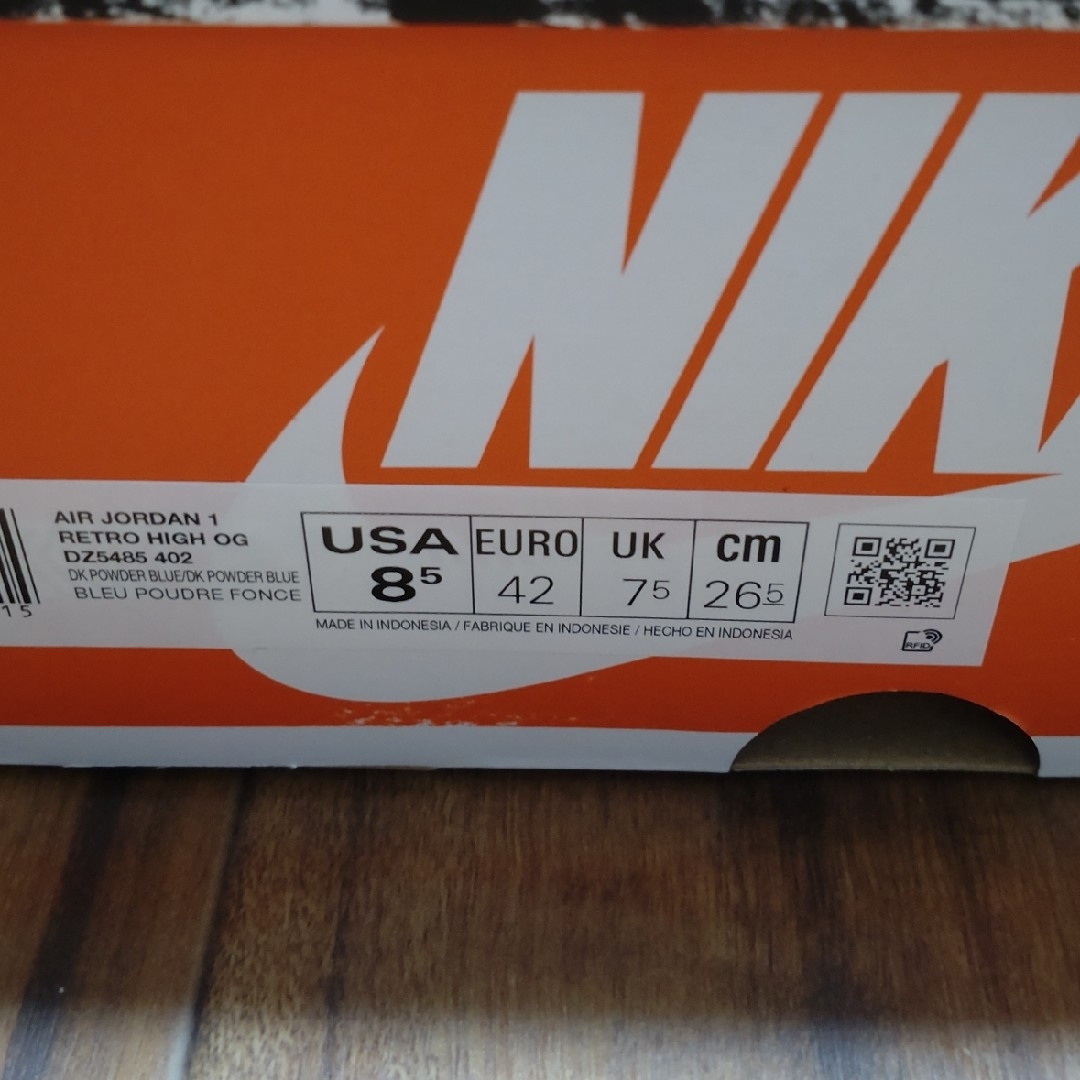 NIK
AIR JORDAN 1
RETRO HIGH OG
DZ5485 402
DK POWDER BLUE/DK POWDER BLUE
BLEU POUDRE FONCE
15
USA EURO UK cm
8⁵ 42 7⁵ 26⁵
MADE IN INDONESIA / FABRIQUE EN INDONESIE / HECHO EN INDONESIA
RFID